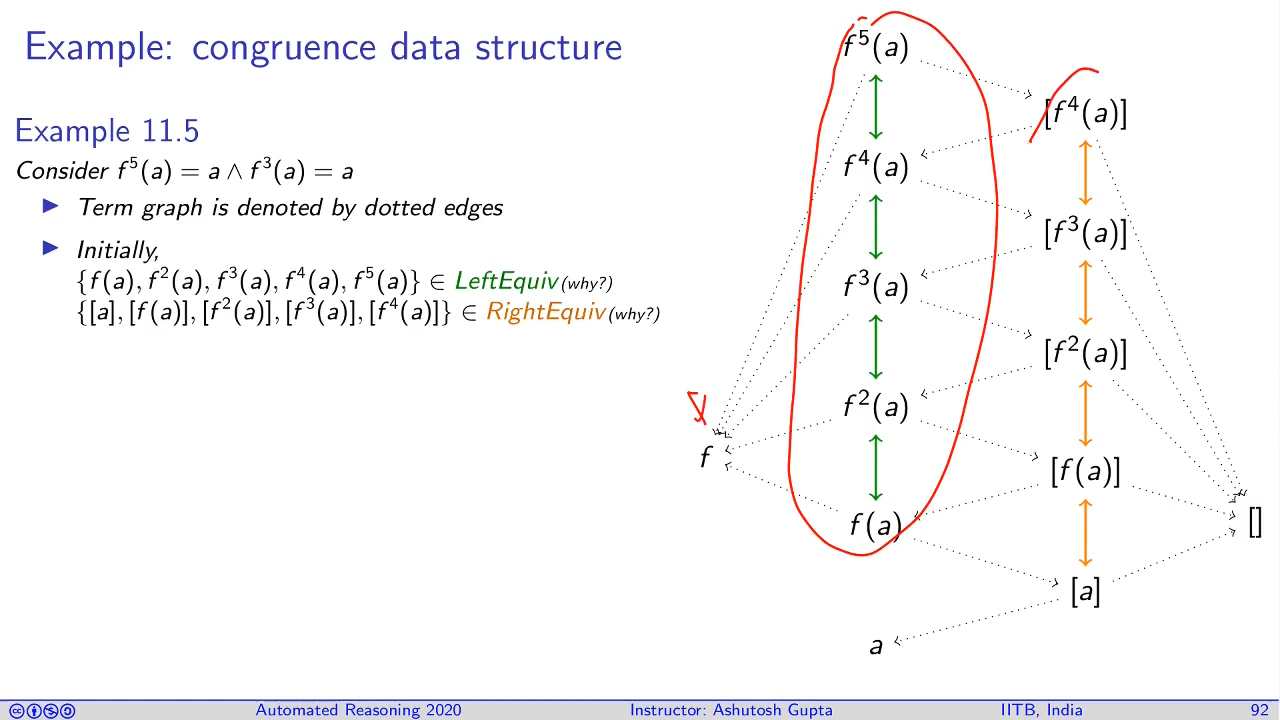 Example: congruence data structure
Example 11.5
Consider f⁵(a) = a ∧ f³(a) = a
▶ Term graph is denoted by dotted edges
▶ Initially,
{f(a), f²(a), f³(a), f⁴(a), f⁵(a)} ∈ LeftEquiv(why?)
{[a], [f(a)], [f²(a)], [f³(a)], [f⁴(a)]} ∈ RightEquiv(why?)
f⁵(a)
[f⁴(a)]
f⁴(a)
[f³(a)]
f³(a)
[f²(a)]
f²(a)
f
[f(a)]
f(a)
[]
[a]
a
Automated Reasoning 2020 Instructor: Ashutosh Gupta IITB, India 92